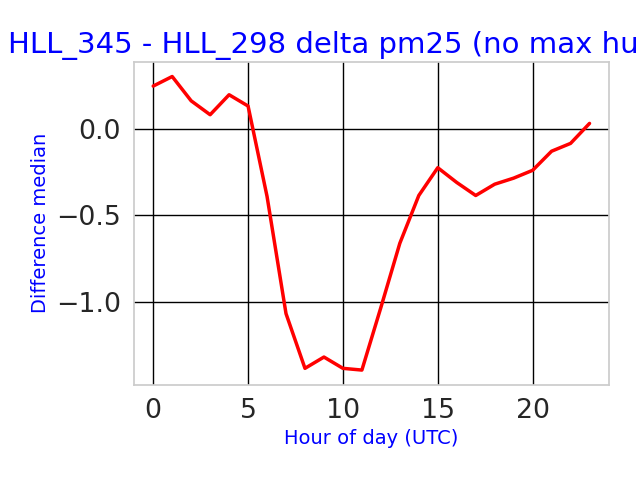 HLL_345 - HLL_298 delta pm25 (no max hu
0.0
−0.5
−1.0
Difference median
0 5 10 15 20
Hour of day (UTC)